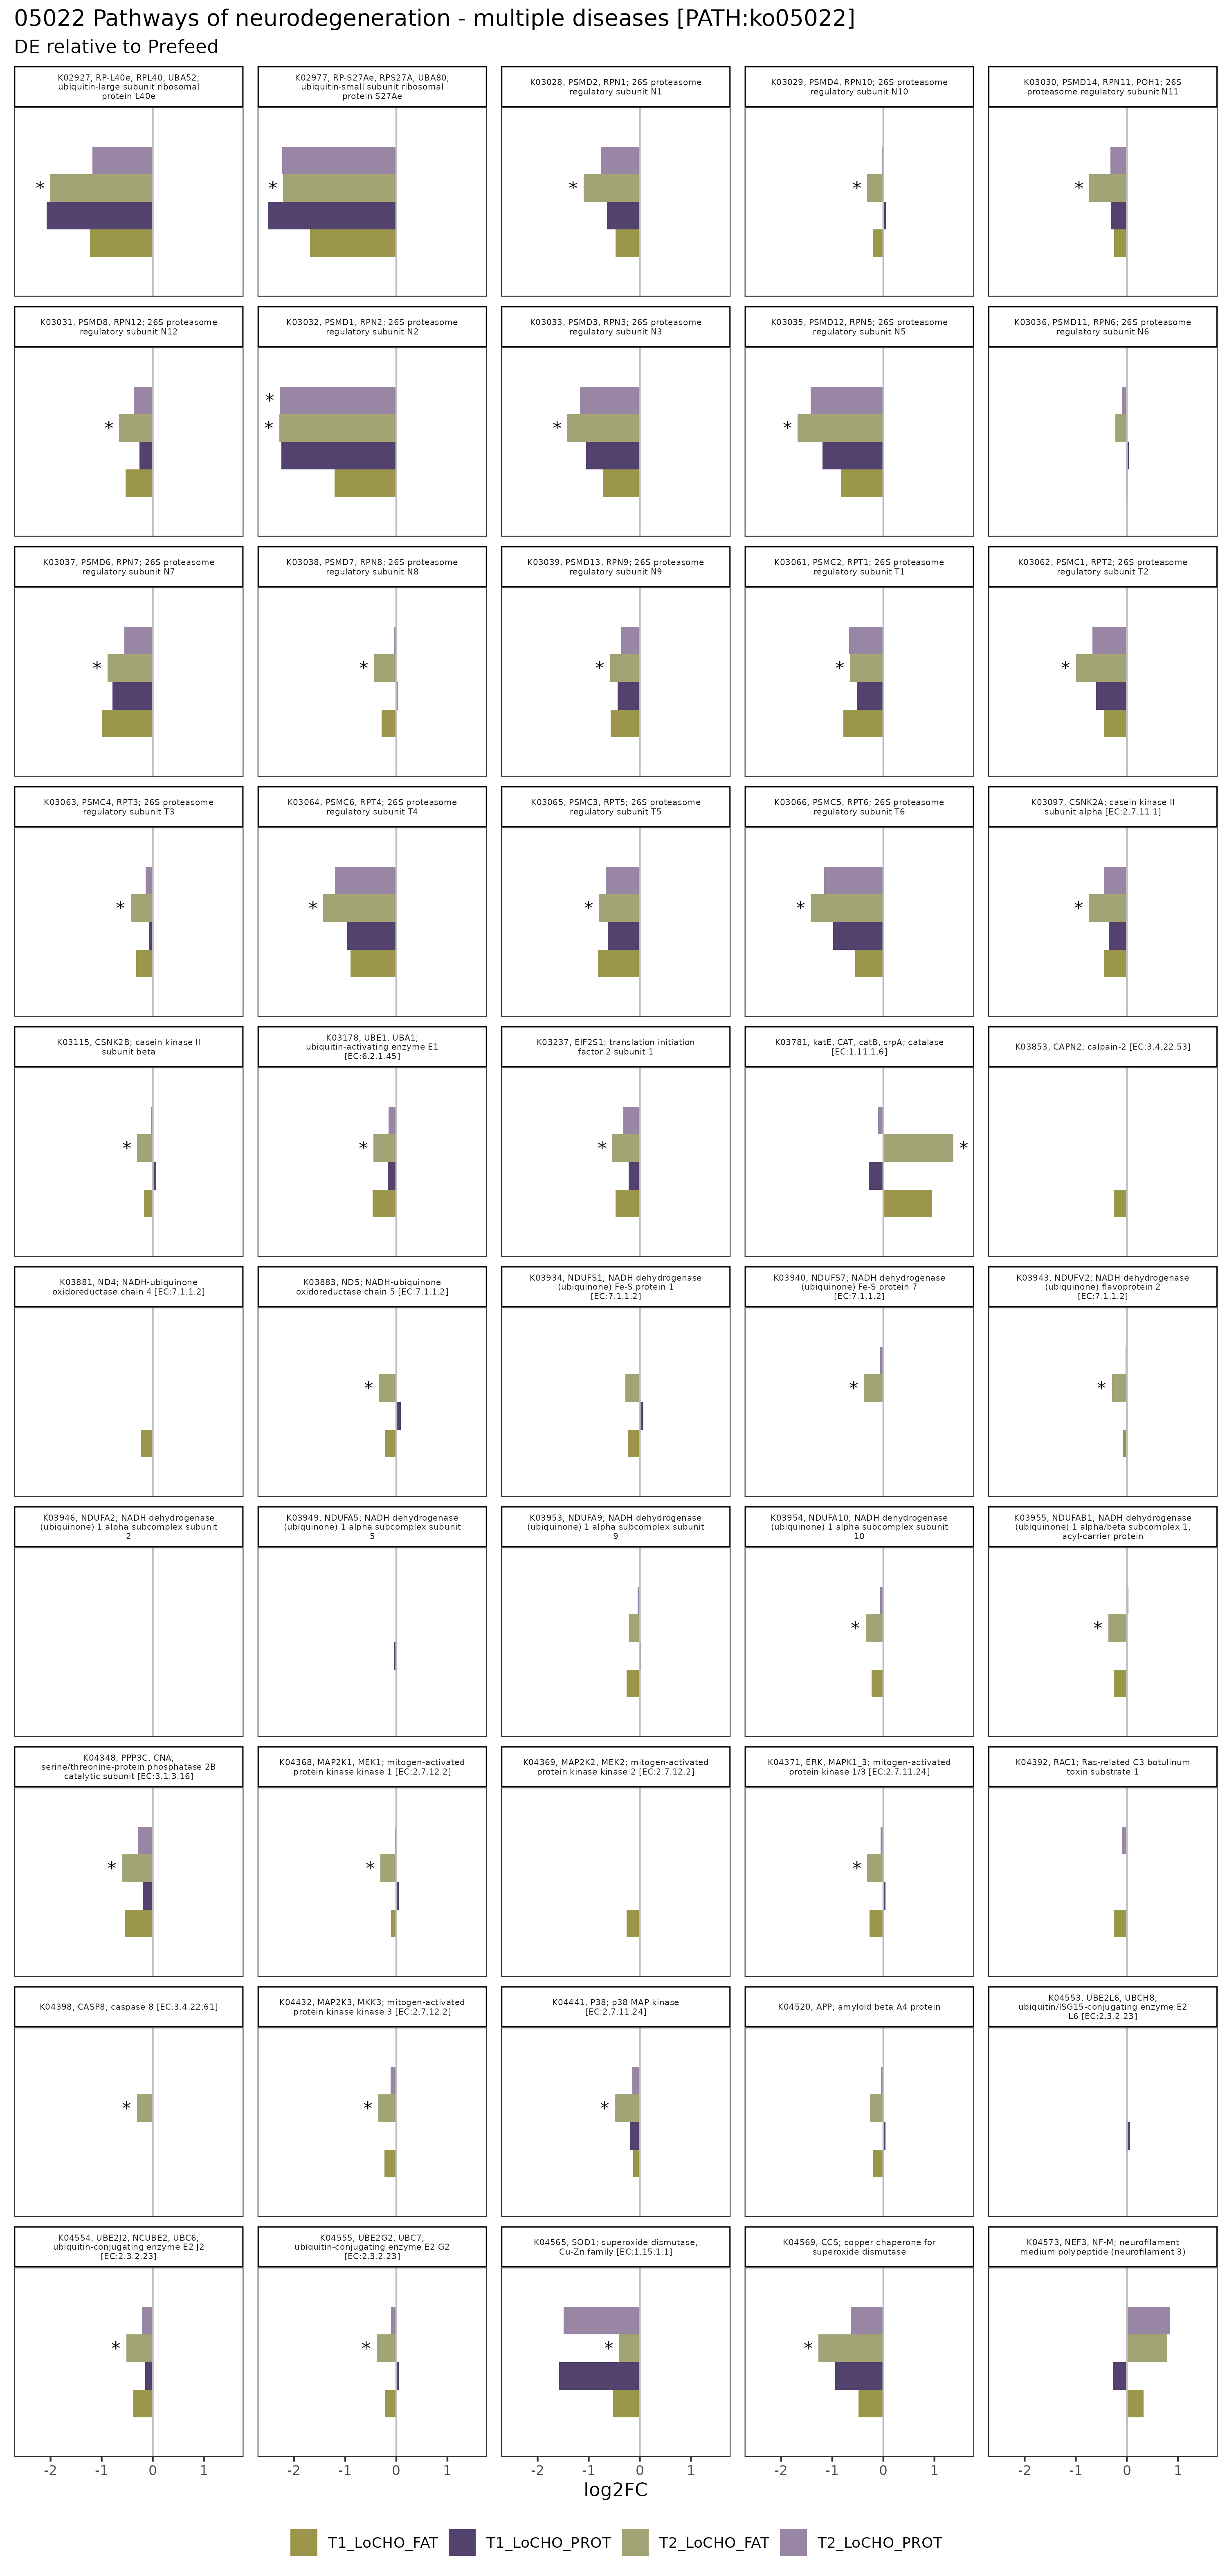 05022 Pathways of neurodegeneration - multiple diseases [PATH:ko05022]
DE relative to Prefeed
K02927, RP-L40e, RPL40, UBA52;
ubiquitin-large subunit ribosomal
protein L40e
K02977, RP-S27Ae, RPS27A, UBA80;
ubiquitin-small subunit ribosomal
protein S27Ae
K03028, PSMD2, RPN1; 26S proteasome
regulatory subunit N1
K03029, PSMD4, RPN10; 26S proteasome
regulatory subunit N10
K03030, PSMD14, RPN11, POH1; 26S
proteasome regulatory subunit N11
*
*
*
*
*
K03031, PSMD8, RPN12; 26S proteasome
regulatory subunit N12
K03032, PSMD1, RPN2; 26S proteasome
regulatory subunit N2
K03033, PSMD3, RPN3; 26S proteasome
regulatory subunit N3
K03035, PSMD12, RPN5; 26S proteasome
regulatory subunit N5
K03036, PSMD11, RPN6; 26S proteasome
regulatory subunit N6
*
*
*
*
*
K03037, PSMD6, RPN7; 26S proteasome
regulatory subunit N7
K03038, PSMD7, RPN8; 26S proteasome
regulatory subunit N8
K03039, PSMD13, RPN9; 26S proteasome
regulatory subunit N9
K03061, PSMC2, RPT1; 26S proteasome
regulatory subunit T1
K03062, PSMC1, RPT2; 26S proteasome
regulatory subunit T2
*
*
*
*
*
K03063, PSMC4, RPT3; 26S proteasome
regulatory subunit T3
K03064, PSMC6, RPT4; 26S proteasome
regulatory subunit T4
K03065, PSMC3, RPT5; 26S proteasome
regulatory subunit T5
K03066, PSMC5, RPT6; 26S proteasome
regulatory subunit T6
K03097, CSNK2A; casein kinase II
subunit alpha [EC:2.7.11.1]
*
*
*
*
*
K03115, CSNK2B; casein kinase II
subunit beta
K03178, UBE1, UBA1;
ubiquitin-activating enzyme E1
[EC:6.2.1.45]
K03237, EIF2S1; translation initiation
factor 2 subunit 1
K03781, katE, CAT, catB, srpA; catalase
[EC:1.11.1.6]
K03853, CAPN2; calpain-2 [EC:3.4.22.53]
*
*
*
*
K03881, ND4; NADH-ubiquinone
oxidoreductase chain 4 [EC:7.1.1.2]
K03883, ND5; NADH-ubiquinone
oxidoreductase chain 5 [EC:7.1.1.2]
K03934, NDUFS1; NADH dehydrogenase
(ubiquinone) Fe-S protein 1
[EC:7.1.1.2]
K03940, NDUFS7; NADH dehydrogenase
(ubiquinone) Fe-S protein 7
[EC:7.1.1.2]
K03943, NDUFV2; NADH dehydrogenase
(ubiquinone) flavoprotein 2
[EC:7.1.1.2]
*
*
*
K03946, NDUFA2; NADH dehydrogenase
(ubiquinone) 1 alpha subcomplex subunit
2
K03949, NDUFA5; NADH dehydrogenase
(ubiquinone) 1 alpha subcomplex subunit
5
K03953, NDUFA9; NADH dehydrogenase
(ubiquinone) 1 alpha subcomplex subunit
9
K03954, NDUFA10; NADH dehydrogenase
(ubiquinone) 1 alpha subcomplex subunit
10
K03955, NDUFAB1; NADH dehydrogenase
(ubiquinone) 1 alpha/beta subcomplex 1,
acyl-carrier protein
*
*
K04348, PPP3C, CNA;
serine/threonine-protein phosphatase 2B
catalytic subunit [EC:3.1.3.16]
K04368, MAP2K1, MEK1; mitogen-activated
protein kinase kinase 1 [EC:2.7.12.2]
K04369, MAP2K2, MEK2; mitogen-activated
protein kinase kinase 2 [EC:2.7.12.2]
K04371, ERK, MAPK1_3; mitogen-activated
protein kinase 1/3 [EC:2.7.11.24]
K04392, RAC1; Ras-related C3 botulinum
toxin substrate 1
*
*
*
K04398, CASP8; caspase 8 [EC:3.4.22.61]
K04432, MAP2K3, MKK3; mitogen-activated
protein kinase kinase 3 [EC:2.7.12.2]
K04441, P38; p38 MAP kinase
[EC:2.7.11.24]
K04520, APP; amyloid beta A4 protein
K04553, UBE2L6, UBCH8;
ubiquitin/ISG15-conjugating enzyme E2
L6 [EC:2.3.2.23]
*
*
*
K04554, UBE2J2, NCUBE2, UBC6;
ubiquitin-conjugating enzyme E2 J2
[EC:2.3.2.23]
K04555, UBE2G2, UBC7;
ubiquitin-conjugating enzyme E2 G2
[EC:2.3.2.23]
K04565, SOD1; superoxide dismutase,
Cu-Zn family [EC:1.15.1.1]
K04569, CCS; copper chaperone for
superoxide dismutase
K04573, NEF3, NF-M; neurofilament
medium polypeptide (neurofilament 3)
*
*
*
*
-2 -1 0 1
-2 -1 0 1
-2 -1 0 1
-2 -1 0 1
-2 -1 0 1
log2FC
T1_LoCHO_FAT T1_LoCHO_PROT T2_LoCHO_FAT T2_LoCHO_PROT